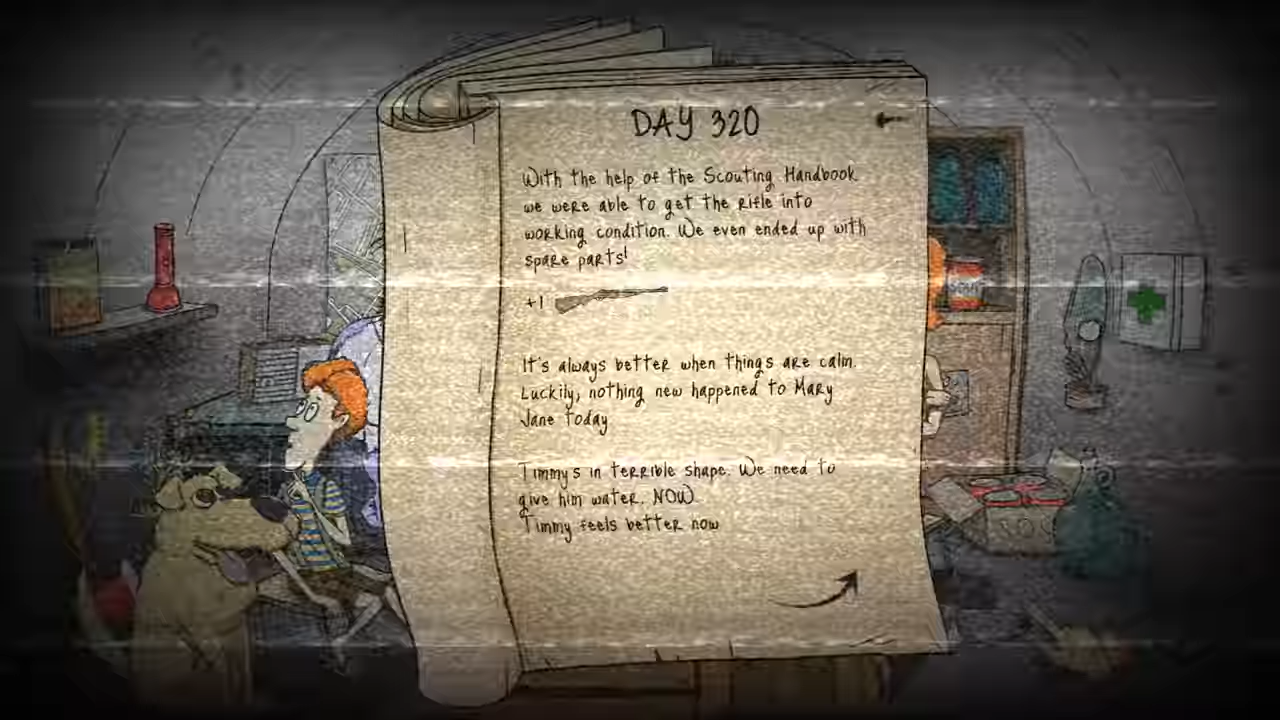 DAY 320
With the help of the Scouting Handbook
we were able to get the rifle into
working condition. We even ended up with
spare parts!
+1
It's always better when things are calm.
Luckily, nothing new happened to Mary
Jane today
Timmy's in terrible shape. We need to
give him water. NOW.
Timmy feels better now
SOUP